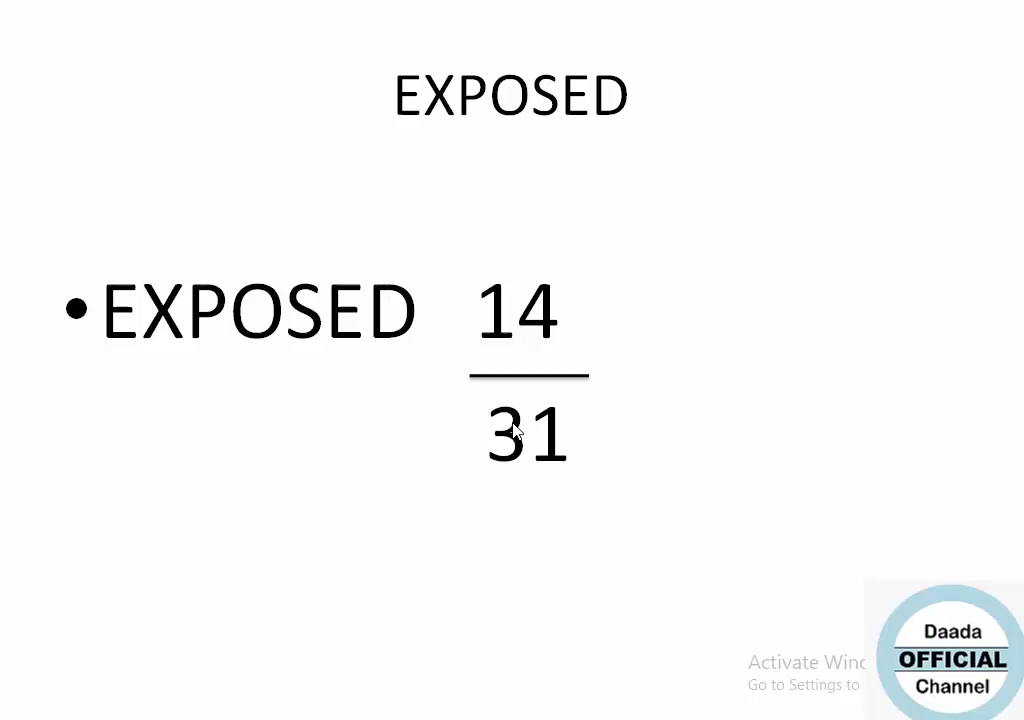 EXPOSED
• EXPOSED 14
31
Activate Wind
Go to Settings to
Daada
OFFICIAL
Channel